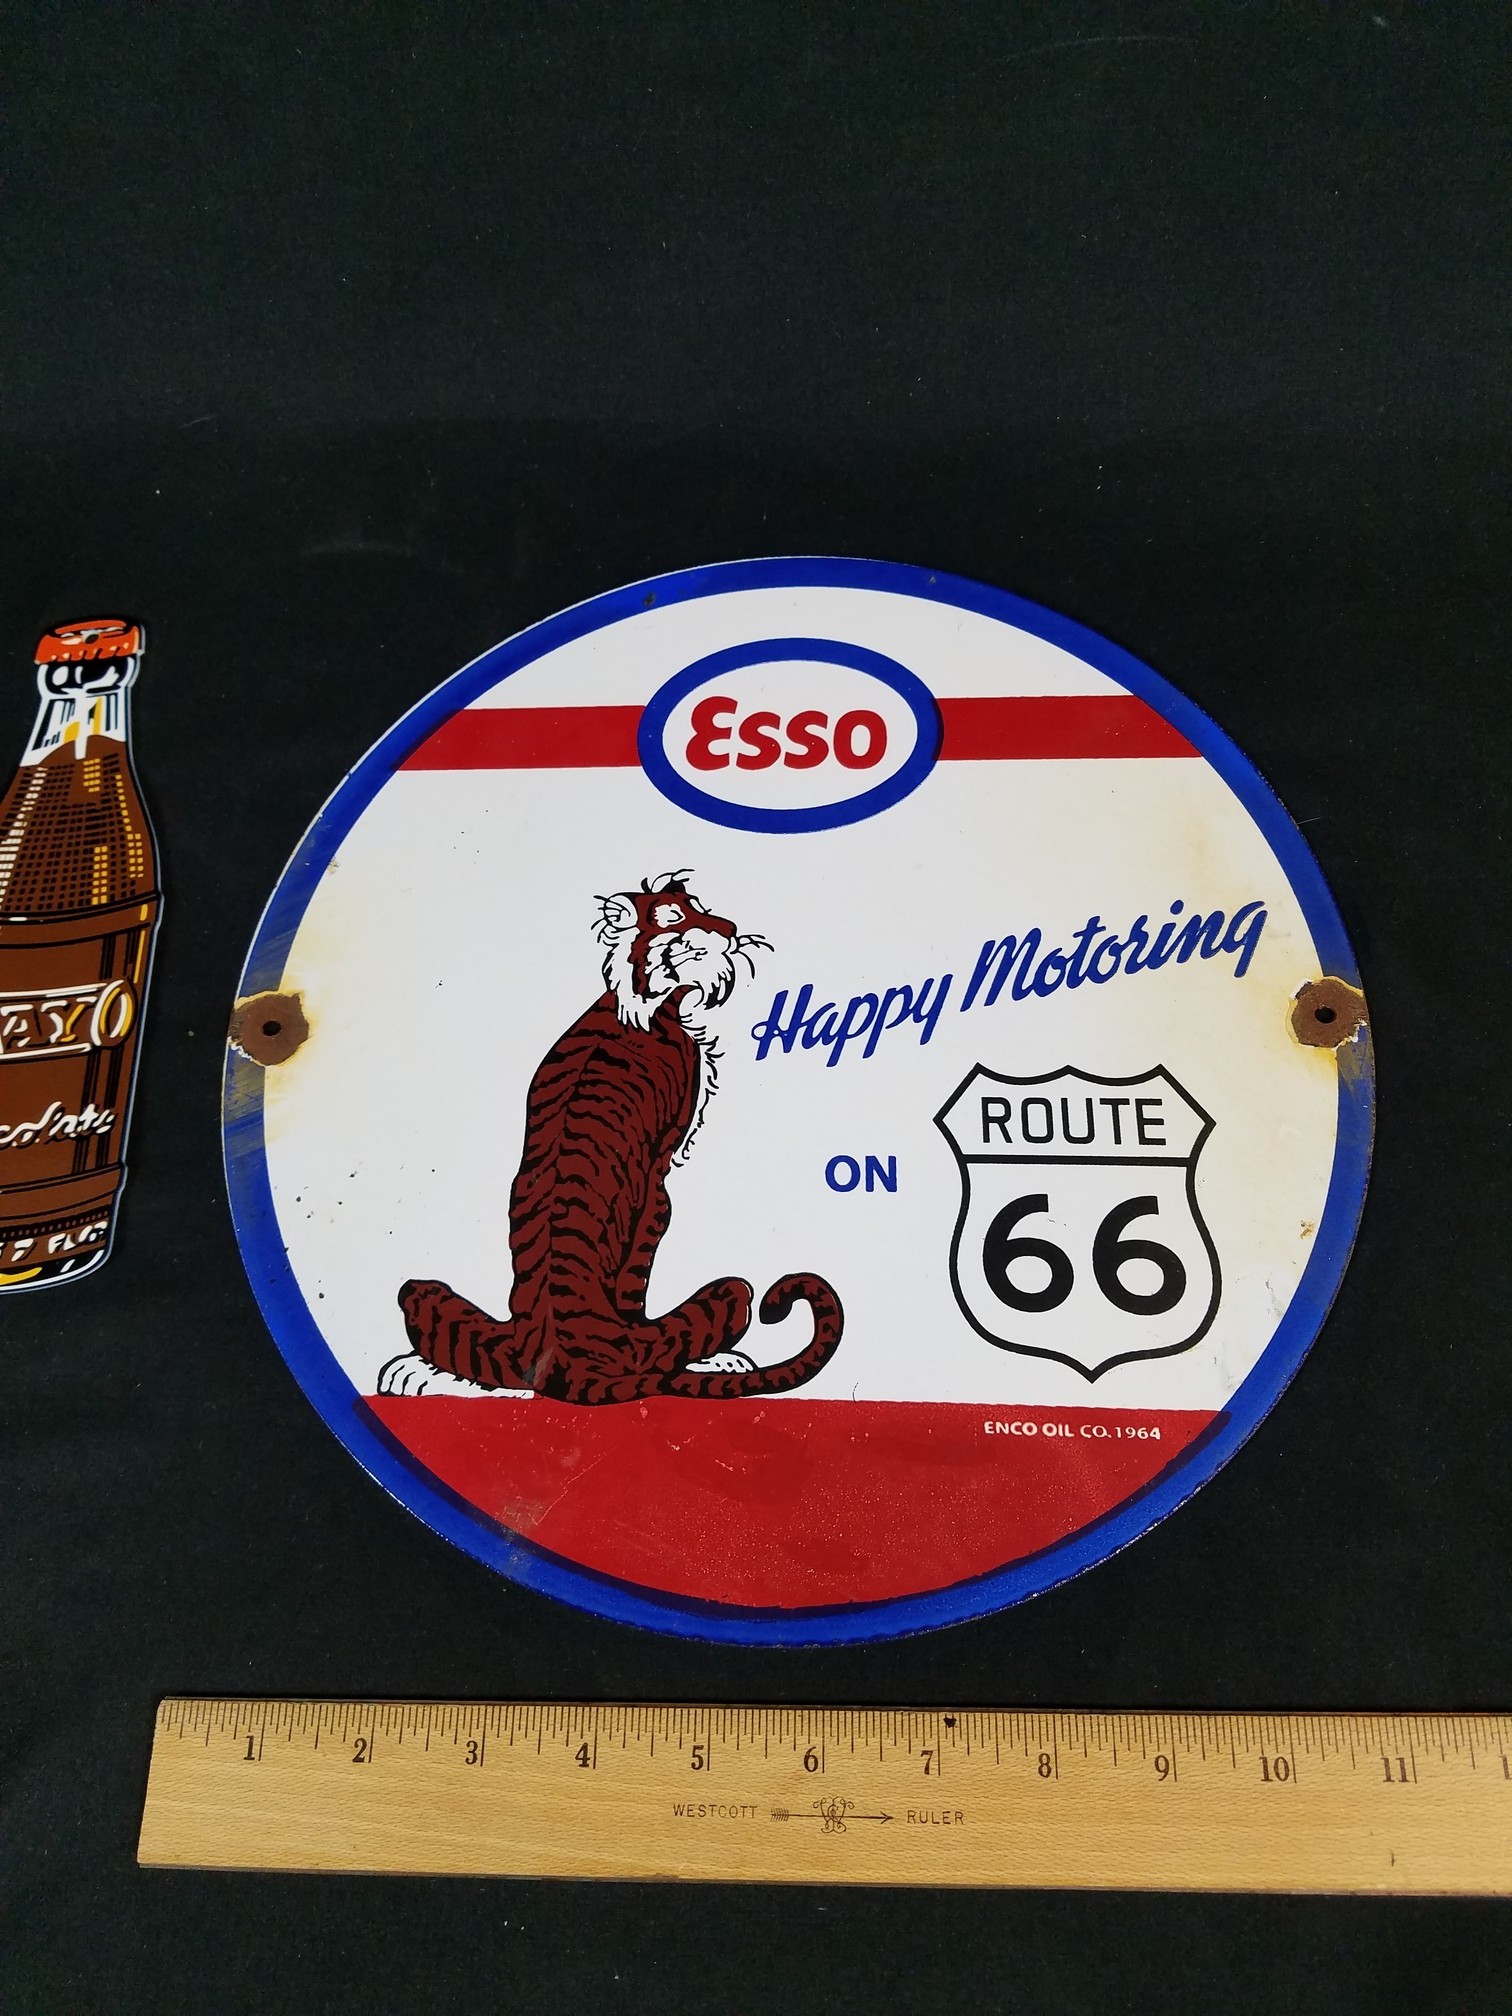 Esso
Happy Motoring
ON
ROUTE
66
ENCO OIL CO. 1964
1 2 3 4 5 6 7 8 9 10 11
WESTCOTT RULER